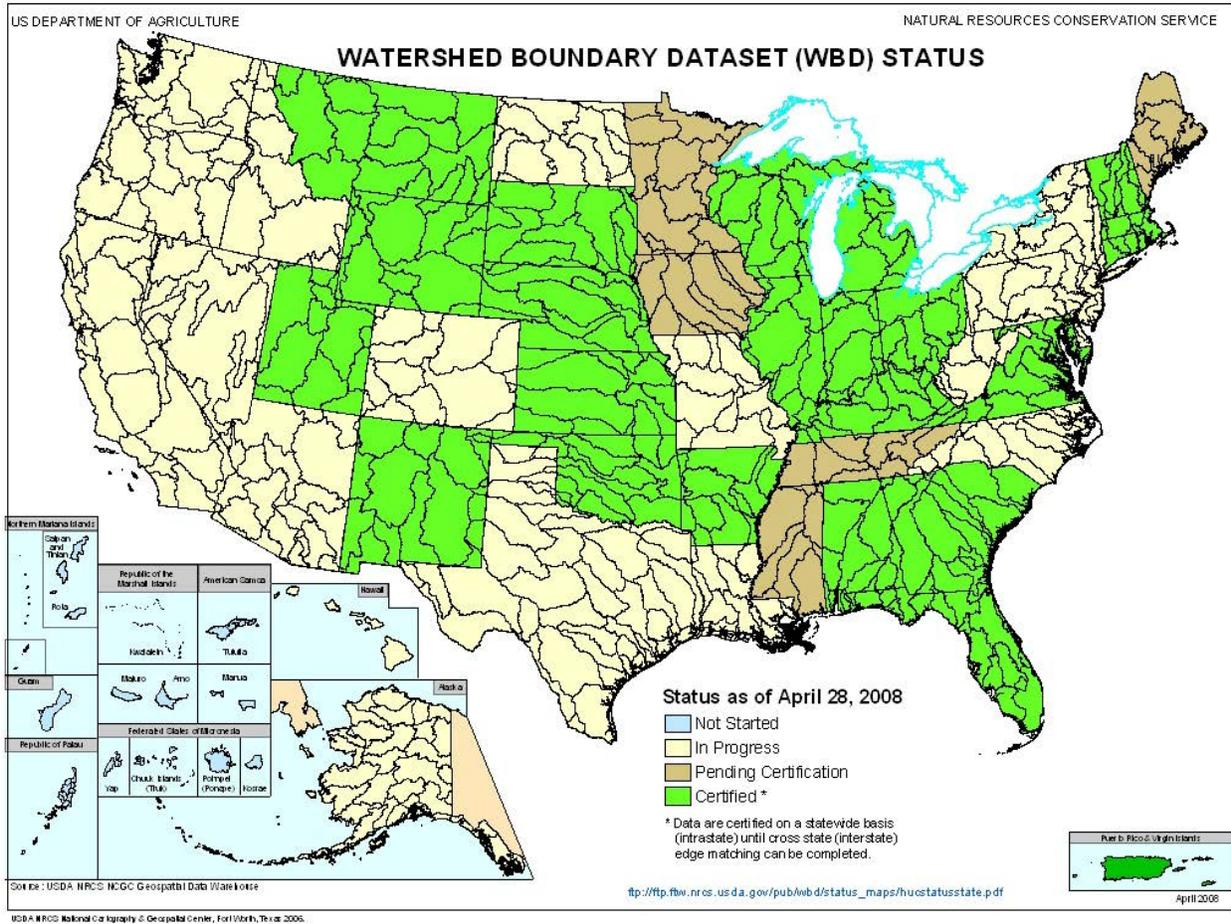 US DEPARTMENT OF AGRICULTURE
NATURAL RESOURCES CONSERVATION SERVICE
WATERSHED BOUNDARY DATASET (WBD) STATUS
Northern Mariana Islands
Saipan
and
Tinian
Rota
Guam
Republic of Palau
Republic of the
Marshall Islands
Kwajalein
Majuro
Arno
American Samoa
Tutuila
Manua
Federated States of Micronesia
Yap
Chuuk Islands
(Truk)
Pohnpei
(Ponape)
Kosrae
Hawaii
Alaska
Status as of April 28, 2008
Not Started
In Progress
Pending Certification
Certified *
* Data are certified on a statewide basis
(intrastate) until cross state (interstate)
edge matching can be completed.
Puerto Rico & Virgin Islands
April 2008
Source: USDA NRCS NCGC Geospatial Data Warehouse
ftp://ftp.ftw.nrcs.usda.gov/pub/wbd/status_maps/hucstatusstate.pdf
USDA NRCS National Cartography & Geospatial Center, Fort Worth, Texas 2006.